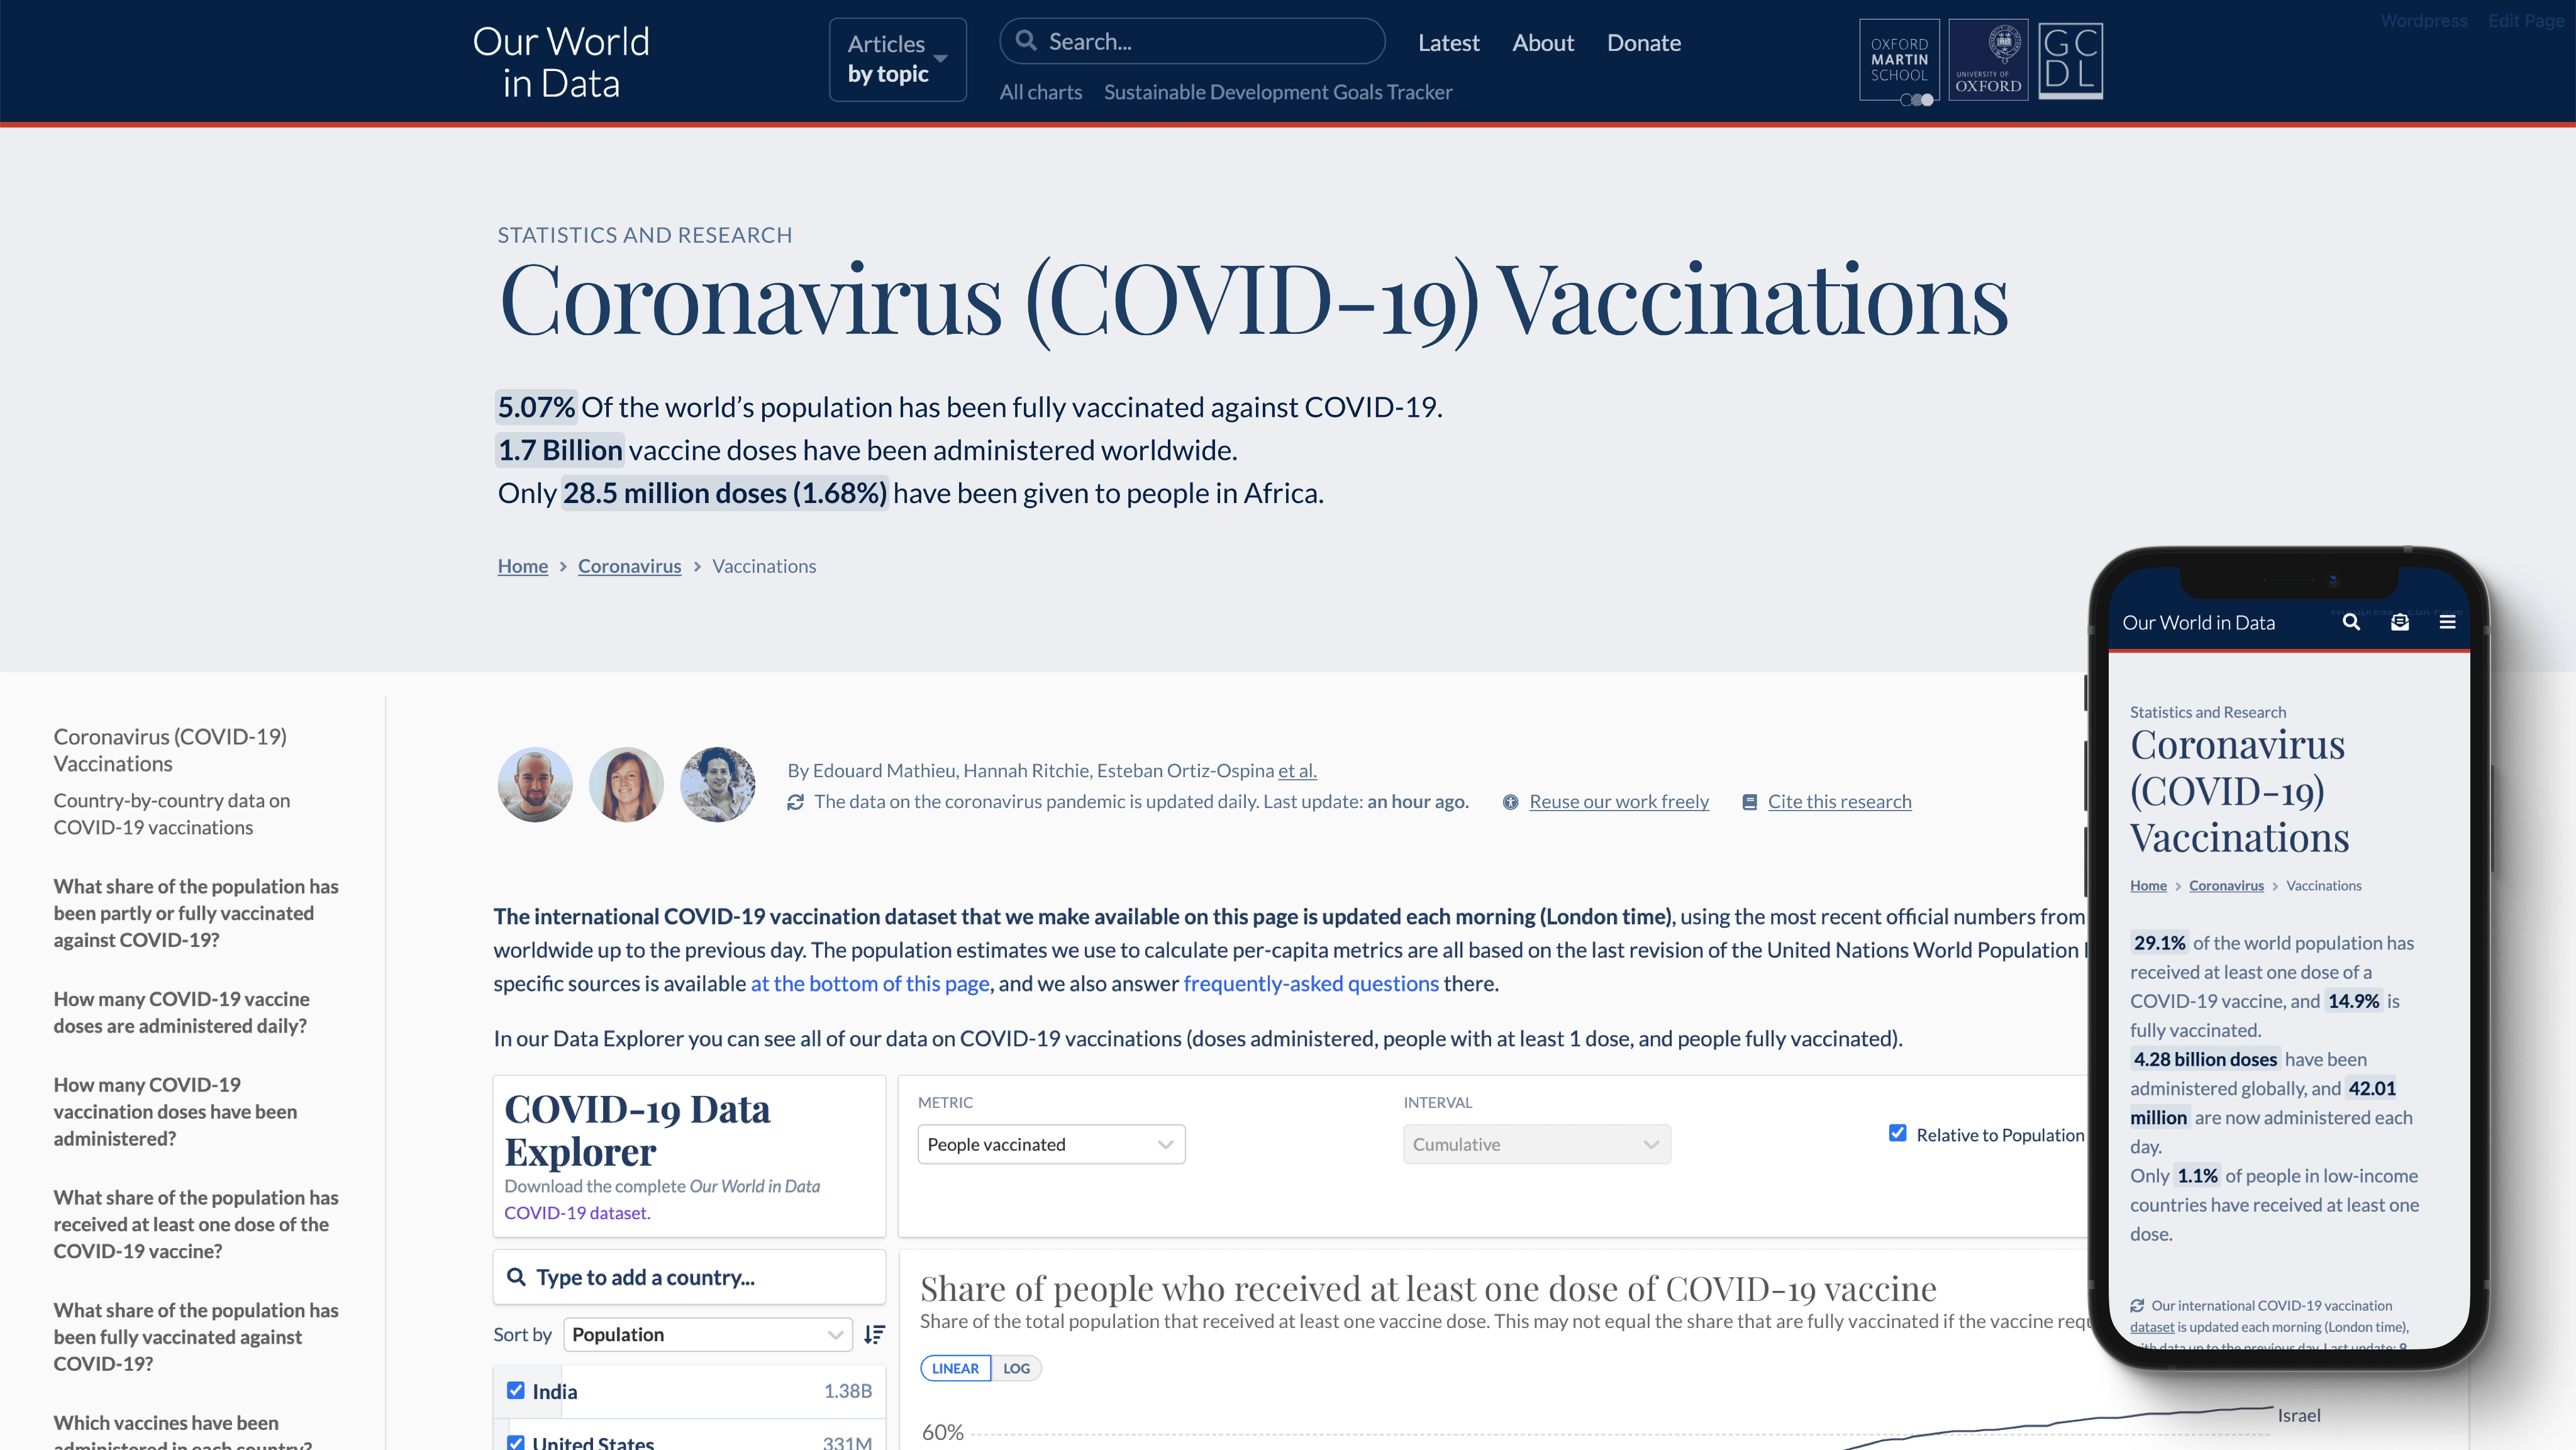 Wordpress Edit Page
Our World
in Data
Articles
by topic
Search...
Latest About Donate
All charts Sustainable Development Goals Tracker
OXFORD
MARTIN
SCHOOL
UNIVERSITY OF
OXFORD
GC
DL
STATISTICS AND RESEARCH
Coronavirus (COVID-19) Vaccinations
5.07% Of the world's population has been fully vaccinated against COVID-19.
1.7 Billion vaccine doses have been administered worldwide.
Only 28.5 million doses (1.68%) have been given to people in Africa.
Home > Coronavirus > Vaccinations
Coronavirus (COVID-19)
Vaccinations
Country-by-country data on
COVID-19 vaccinations
What share of the population has
been partly or fully vaccinated
against COVID-19?
How many COVID-19 vaccine
doses are administered daily?
How many COVID-19
vaccination doses have been
administered?
What share of the population has
received at least one dose of the
COVID-19 vaccine?
What share of the population has
been fully vaccinated against
COVID-19?
Which vaccines have been
administered in each country?
By Edouard Mathieu, Hannah Ritchie, Esteban Ortiz-Ospina et al.
The data on the coronavirus pandemic is updated daily. Last update: an hour ago.
Reuse our work freely
Cite this research
The international COVID-19 vaccination dataset that we make available on this page is updated each morning (London time), using the most recent official numbers from
worldwide up to the previous day. The population estimates we use to calculate per-capita metrics are all based on the last revision of the United Nations World Population
specific sources is available at the bottom of this page, and we also answer frequently-asked questions there.
In our Data Explorer you can see all of our data on COVID-19 vaccinations (doses administered, people with at least 1 dose, and people fully vaccinated).
COVID-19 Data
Explorer
Download the complete Our World in Data
COVID-19 dataset.
METRIC
People vaccinated
INTERVAL
Cumulative
Relative to Population
Type to add a country...
Sort by Population
India 1.38B
United States 331M
Share of people who received at least one dose of COVID-19 vaccine
Share of the total population that received at least one vaccine dose. This may not equal the share that are fully vaccinated if the vaccine
LINEAR LOG
60%
Israel
Our World in Data
Statistics and Research
Coronavirus
(COVID-19)
Vaccinations
Home > Coronavirus > Vaccinations
29.1% of the world population has
received at least one dose of a
COVID-19 vaccine, and 14.9% is
fully vaccinated.
4.28 billion doses have been
administered globally, and 42.01
million are now administered each
day.
Only 1.1% of people in low-income
countries have received at least one
dose.
Our international COVID-19 vaccination
dataset is updated each morning (London time),
with data up to the previous day. Last update: 9